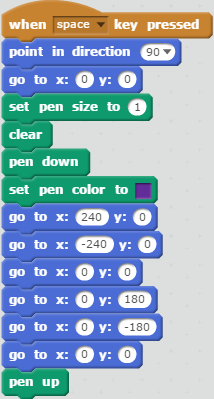 when space key pressed
point in direction 90
go to x: 0 y: 0
set pen size to 1
clear
pen down
set pen color to
go to x: 240 y: 0
go to x: -240 y: 0
go to x: 0 y: 0
go to x: 0 y: 180
go to x: 0 y: -180
go to x: 0 y: 0
pen up